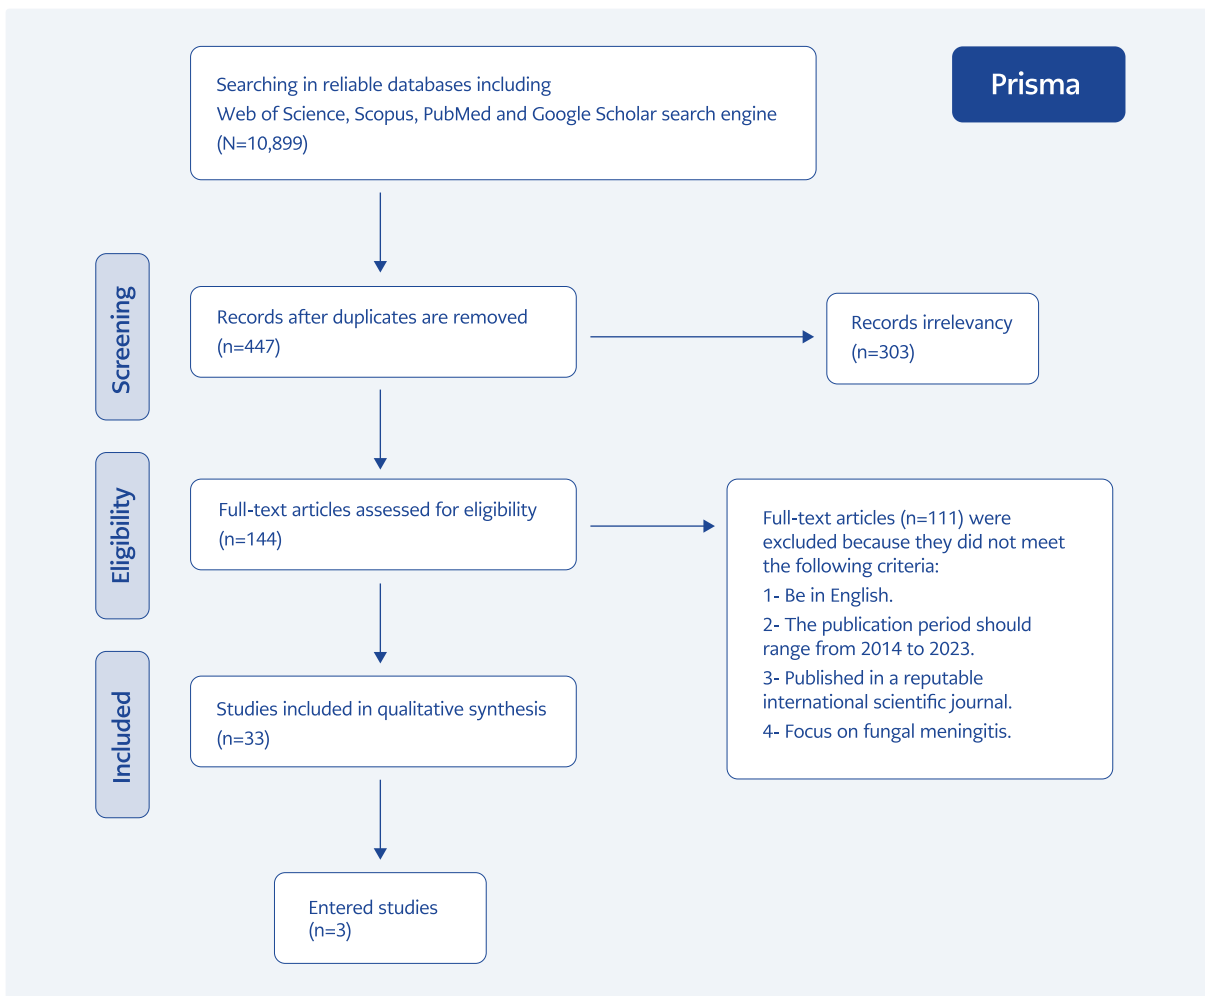 Prisma
Searching in reliable databases including
Web of Science, Scopus, PubMed and Google Scholar search engine
(N=10,899)
Screening
Records after duplicates are removed
(n=447)
Records irrelevancy
(n=303)
Eligibility
Full-text articles assessed for eligibility
(n=144)
Full-text articles (n=111) were
excluded because they did not meet
the following criteria:
1- Be in English.
2- The publication period should
range from 2014 to 2023.
3- Published in a reputable
international scientific journal.
4- Focus on fungal meningitis.
Included
Studies included in qualitative synthesis
(n=33)
Entered studies
(n=3)